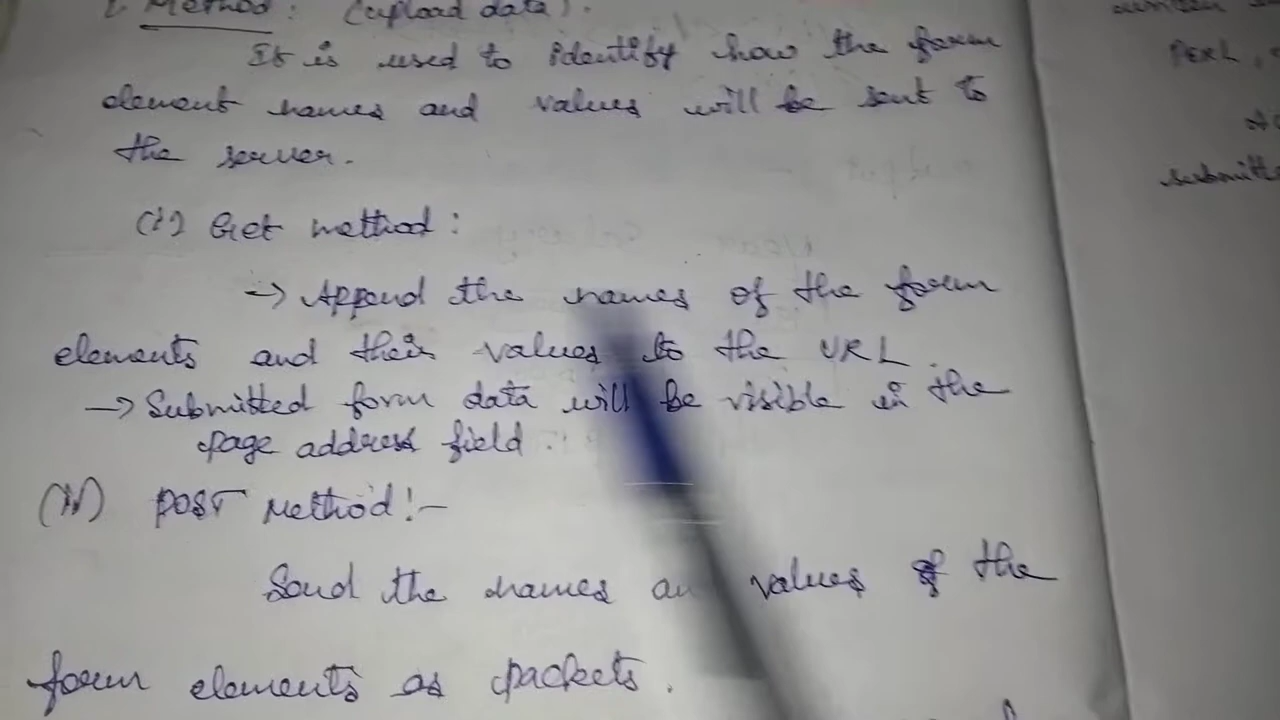 Method: (upload data).
It is used to identify how the form
element names and values will be sent to
the server.
(i) Get method:
→ Append the names of the form
elements and their values to the URL.
→ Submitted form data will be visible in the
page address field.
(ii) POST Method:-
Send the names an values of the
form elements as packets.
PERL,
submitte